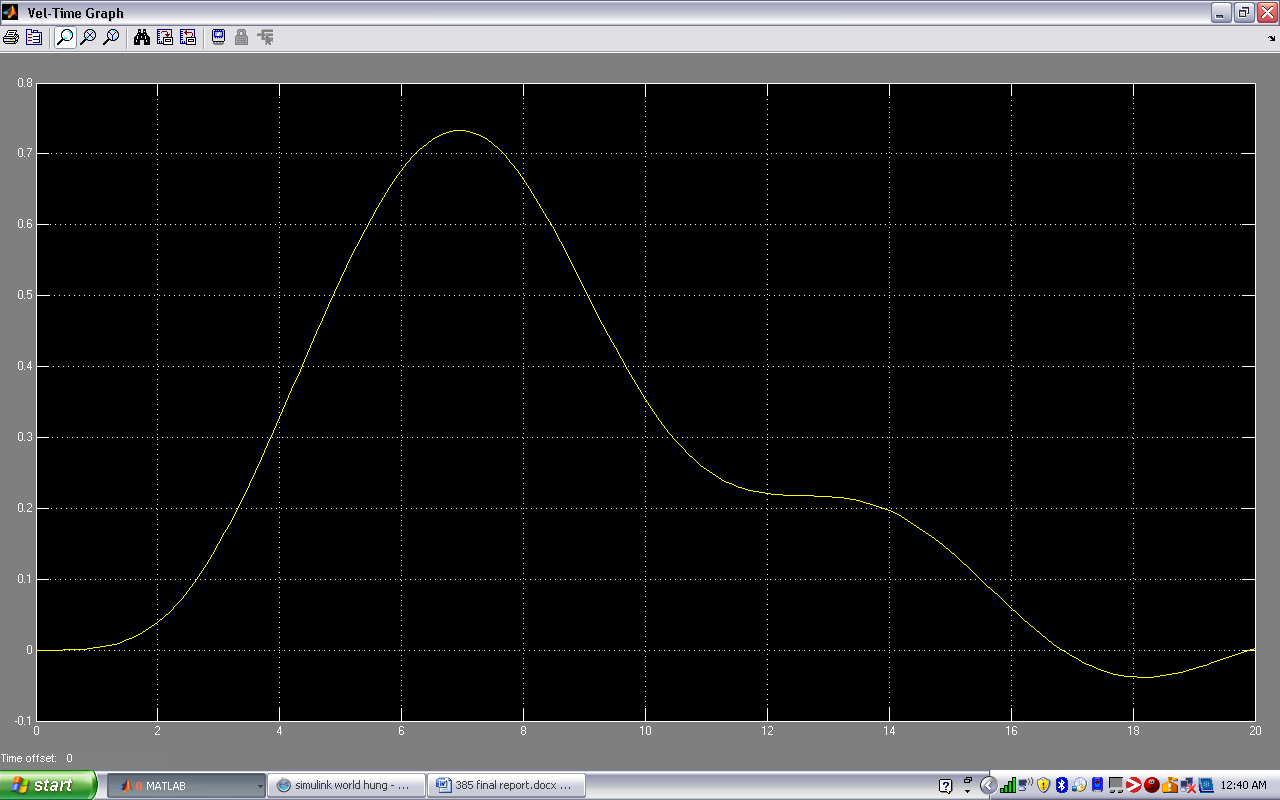 Vel-Time Graph
0.8
0.7
0.6
0.5
0.4
0.3
0.2
0.1
0
-0.1
0 2 4 6 8 10 12 14 16 18 20
Time offset: 0
start 8 MATLAB simulink world hung - ... 385 final report.docx ... 12:40 AM